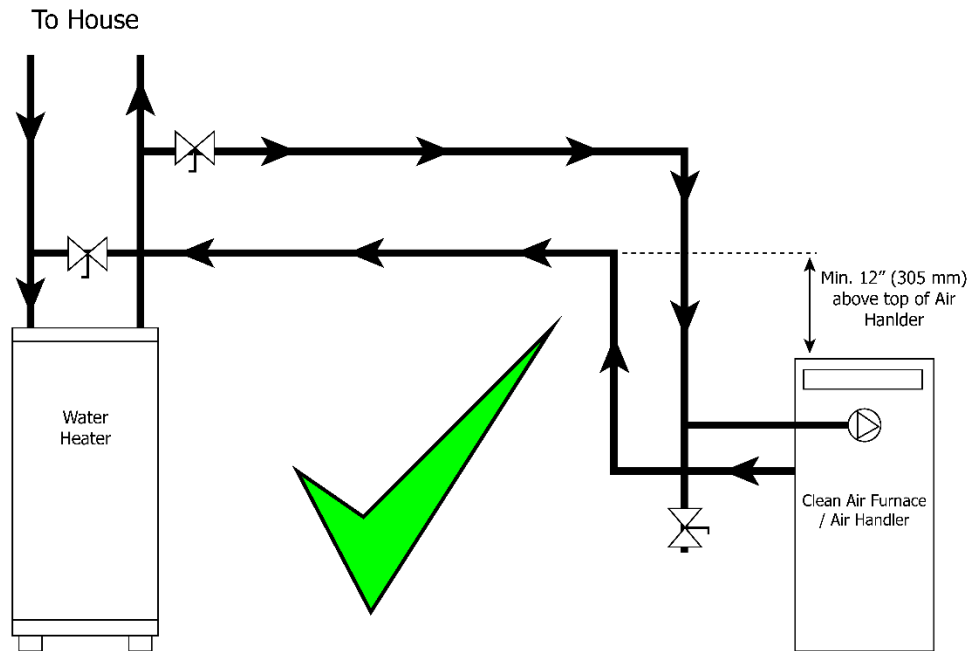 To House
Min. 12” (305 mm)
above top of Air
Hanlder
Water
Heater
Clean Air Furnace
/ Air Handler